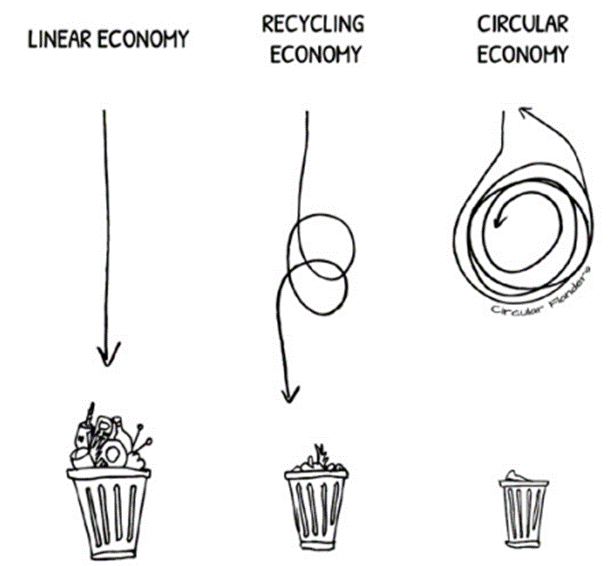 LINEAR ECONOMY
RECYCLING
ECONOMY
CIRCULAR
ECONOMY
Circular Flanders